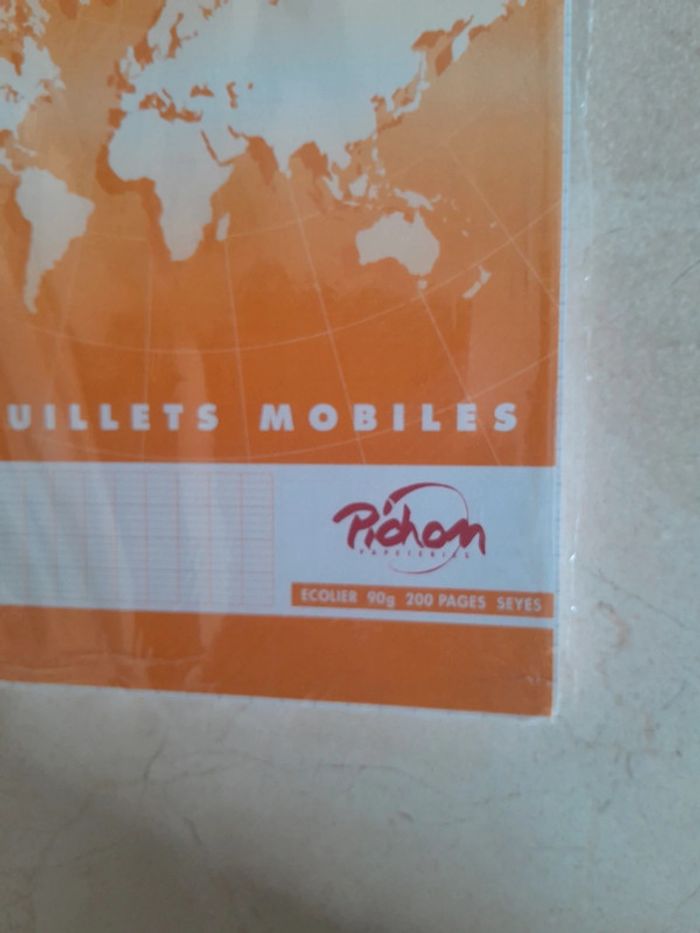 UILLETS MOBILES
Pichon
PAPETERIES
ECOLIER 90g 200 PAGES SEYES